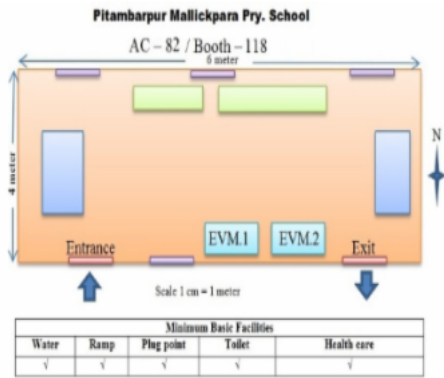 Pitambarpur Mallickpara Pry. School
AC – 82 / Booth – 118
6 meter
4 meter
N
EVM.1 EVM.2
Entrance Exit
Scale 1 cm = 1 meter
Minimum Basic Facilities
Water Ramp Plug point Toilet Health care
√ √ √ √ √